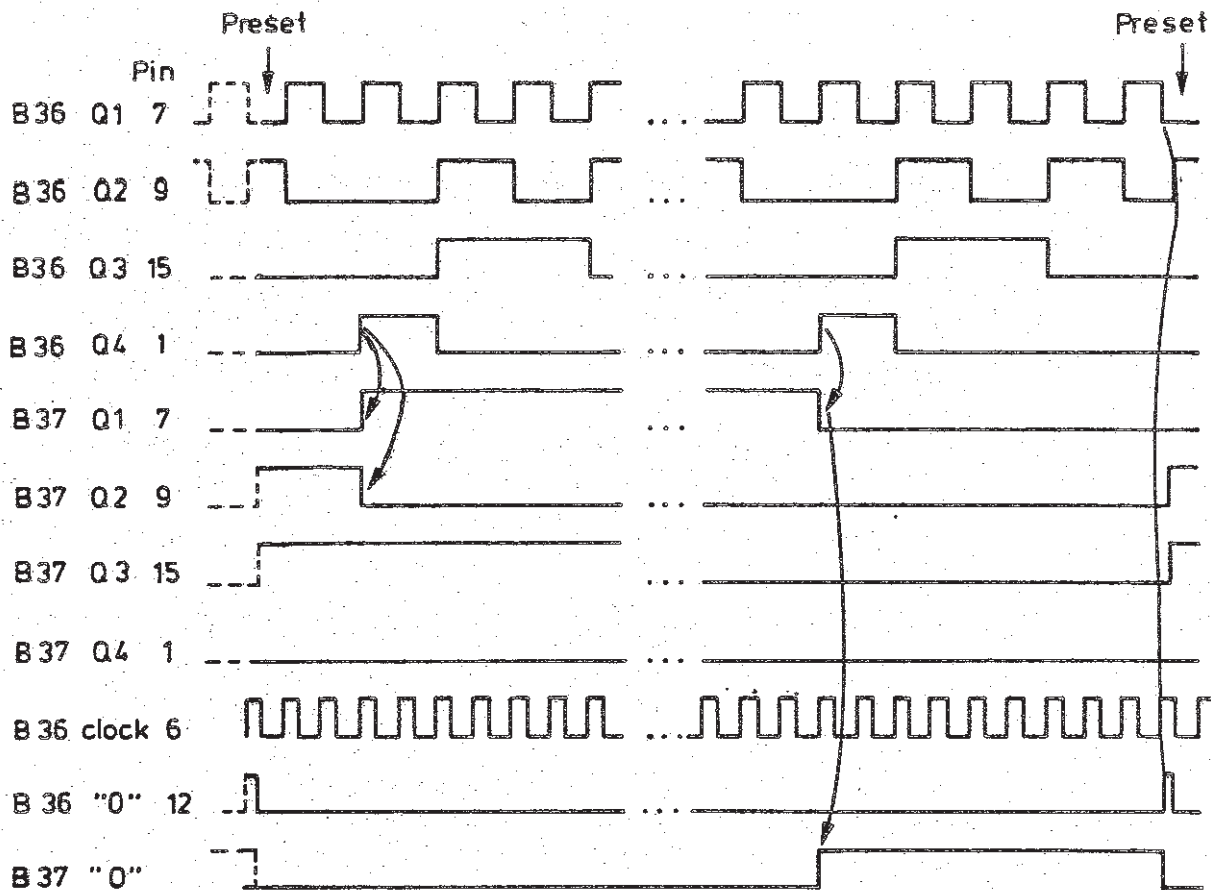 Preset Preset
Pin
B36 Q1 7 ....
B36 Q2 9 ...
B36 Q3 15 ...
B36 Q4 1 ...
B37 Q1 7 ...
B37 Q2 9 ...
B37 Q3 15 ...
B37 Q4 1 ...
B36 clock 6 ...
B36 "0" 12 ...
B37 "0"